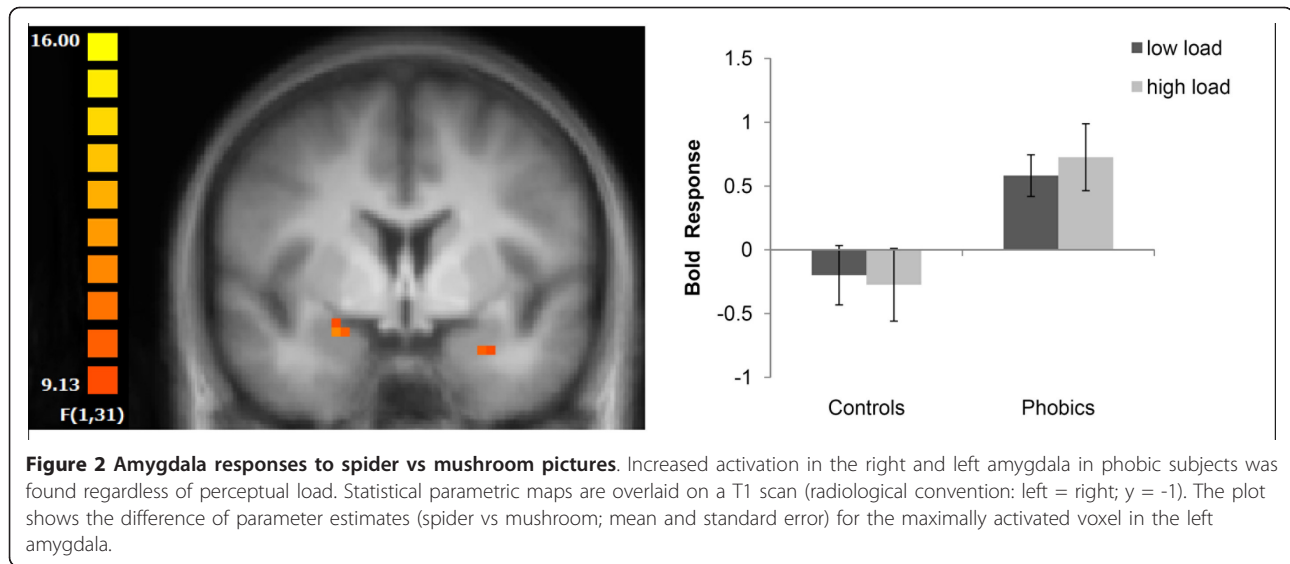 16.00
9.13
F(1,31)
1.5
1
0.5
0
-0.5
-1
Bold Response
low load
high load
Controls
Phobics
Figure 2 Amygdala responses to spider vs mushroom pictures. Increased activation in the right and left amygdala in phobic subjects was
found regardless of perceptual load. Statistical parametric maps are overlaid on a T1 scan (radiological convention: left = right; y = -1). The plot
shows the difference of parameter estimates (spider vs mushroom; mean and standard error) for the maximally activated voxel in the left
amygdala.